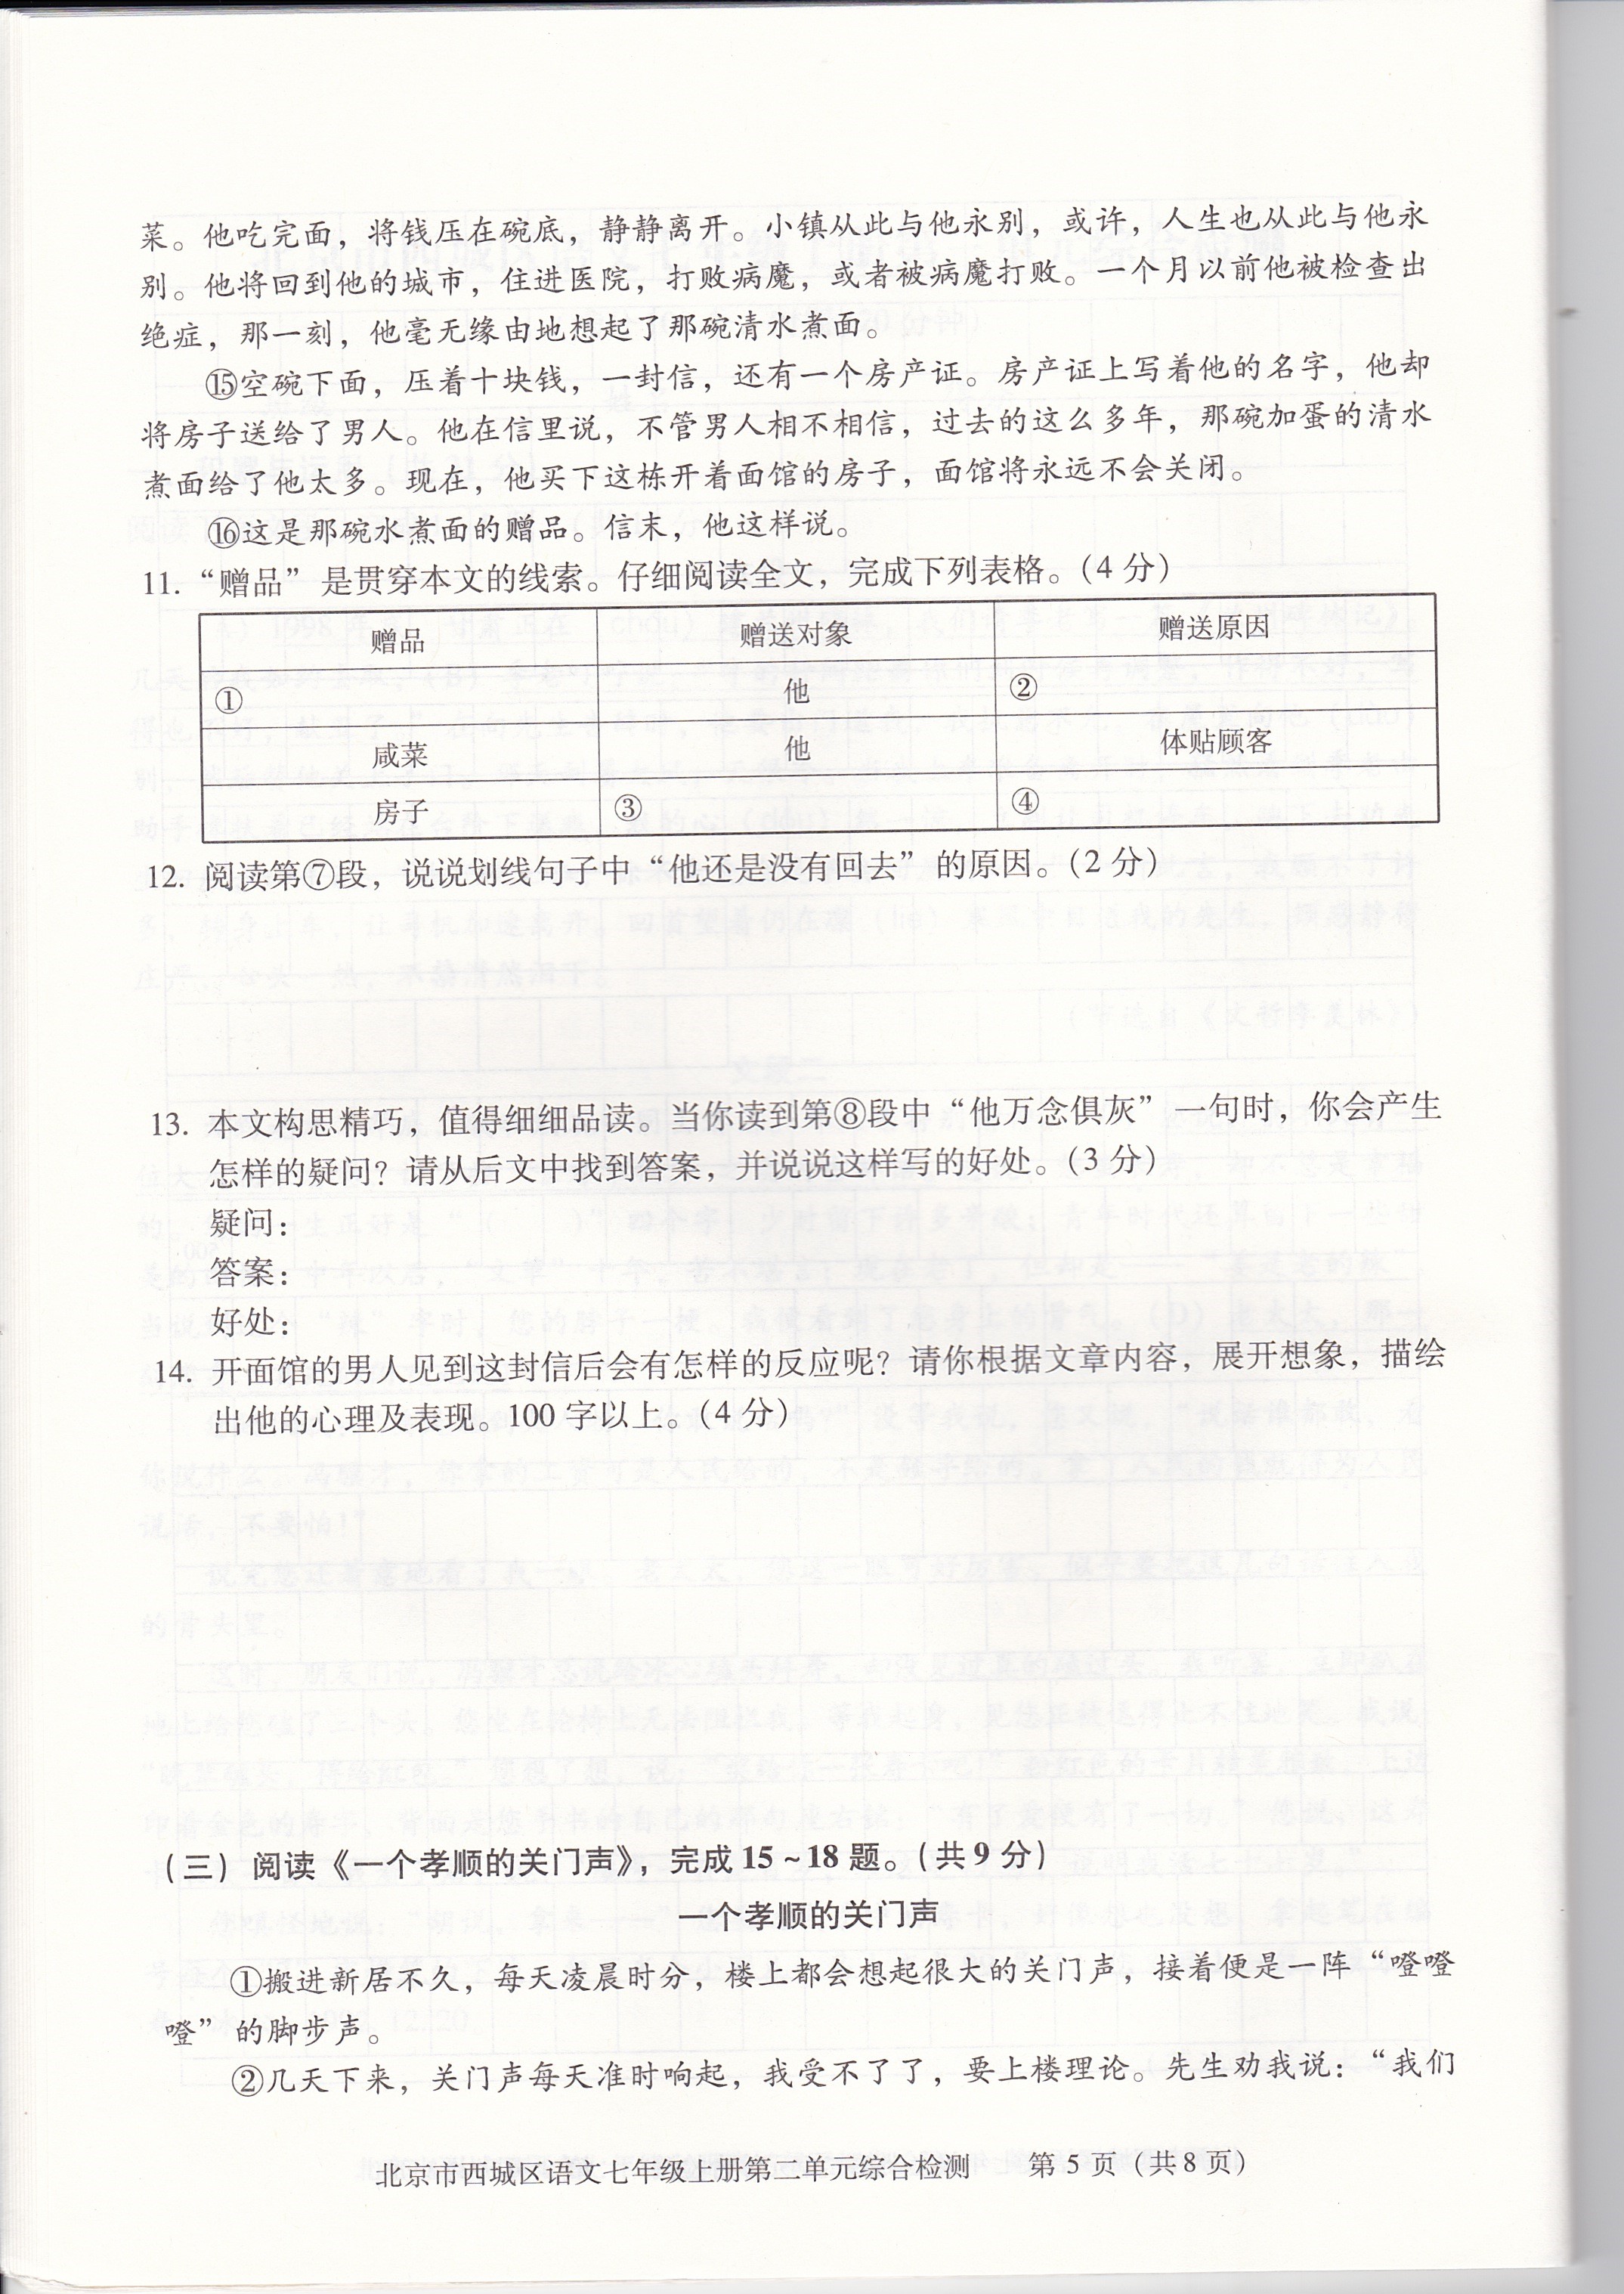 菜。他吃完面，将钱压在碗底，静静离开。小镇从此与他永别，或许，人生也从此与他永
别。他将回到他的城市，住进医院，打败病魔，或者被病魔打败。一个月以前他被检查出
绝症，那一刻，他毫无缘由地想起了那碗清水煮面。
⑮空碗下面，压着十块钱，一封信，还有一个房产证。房产证上写着他的名字，他却
将房子送给了男人。他在信里说，不管男人相不相信，过去的这么多年，那碗加蛋的清水
煮面给了他太多。现在，他买下这栋开着面馆的房子，面馆将永远不会关闭。
⑯这是那碗水煮面的赠品。信末，他这样说。
11. “赠品”是贯穿本文的线索。仔细阅读全文，完成下列表格。（4 分）
赠品 赠送对象 赠送原因
① 他 ②
咸菜 他 体贴顾客
房子 ③ ④
12. 阅读第⑦段，说说划线句子中“他还是没有回去”的原因。（2 分）
13. 本文构思精巧，值得细细品读。当你读到第⑧段中“他万念俱灰”一句时，你会产生
怎样的疑问？请从后文中找到答案，并说说这样写的好处。（3 分）
疑问：
答案：
好处：
14. 开面馆的男人见到这封信后会有怎样的反应呢？请你根据文章内容，展开想象，描绘
出他的心理及表现。100 字以上。（4 分）
（三）阅读《一个孝顺的关门声》，完成 15～18 题。（共 9 分）
一个孝顺的关门声
①搬进新居不久，每天凌晨时分，楼上都会想起很大的关门声，接着便是一阵“噔噔
噔”的脚步声。
②几天下来，关门声每天准时响起，我受不了了，要上楼理论。先生劝我说：“我们
北京市西城区语文七年级上册第二单元综合检测 第 5 页（共 8 页）